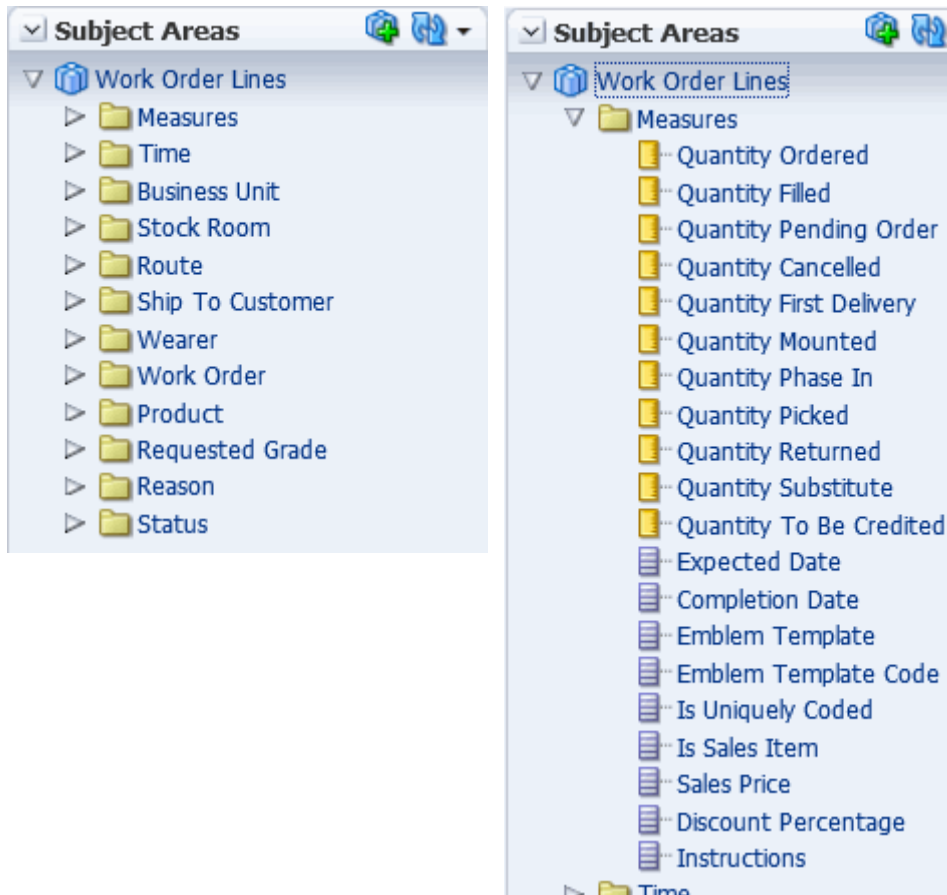 Subject Areas
Work Order Lines
Measures
Time
Business Unit
Stock Room
Route
Ship To Customer
Wearer
Work Order
Product
Requested Grade
Reason
Status
Subject Areas
Work Order Lines
Measures
Quantity Ordered
Quantity Filled
Quantity Pending Order
Quantity Cancelled
Quantity First Delivery
Quantity Mounted
Quantity Phase In
Quantity Picked
Quantity Returned
Quantity Substitute
Quantity To Be Credited
Expected Date
Completion Date
Emblem Template
Emblem Template Code
Is Uniquely Coded
Is Sales Item
Sales Price
Discount Percentage
Instructions
Time